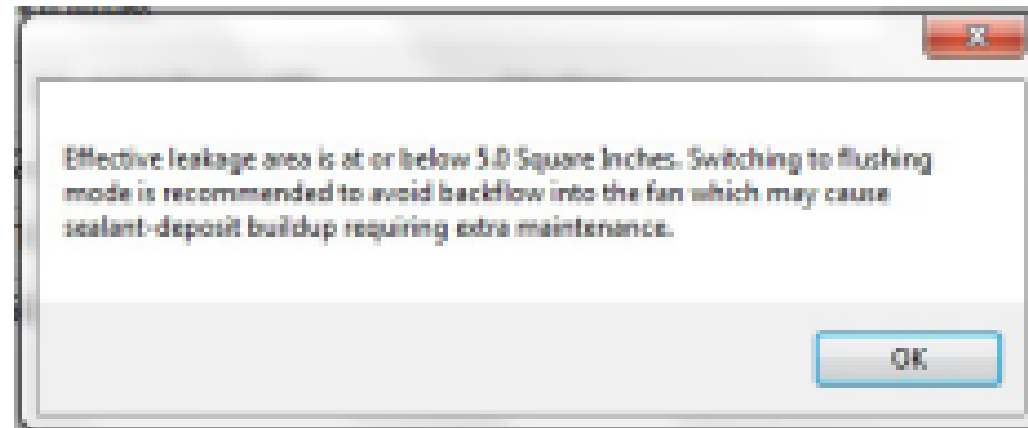 Effective leakage area is at or below 5.0 Square Inches. Switching to flushing
mode is recommended to avoid backflow into the fan which may cause
sealant-deposit buildup requiring extra maintenance.
OK